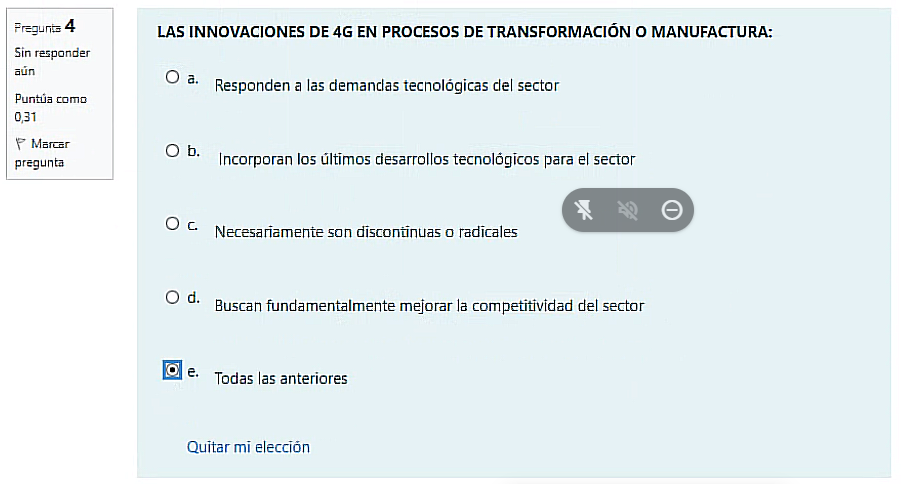 Pregunta 4
Sin responder
aún
Puntúa como
0,31
Marcar
pregunta
LAS INNOVACIONES DE 4G EN PROCESOS DE TRANSFORMACIÓN O MANUFACTURA:
a. Responden a las demandas tecnológicas del sector
b. Incorporan los últimos desarrollos tecnológicos para el sector
c. Necesariamente son discontinuas o radicales
d. Buscan fundamentalmente mejorar la competitividad del sector
e. Todas las anteriores
Quitar mi elección